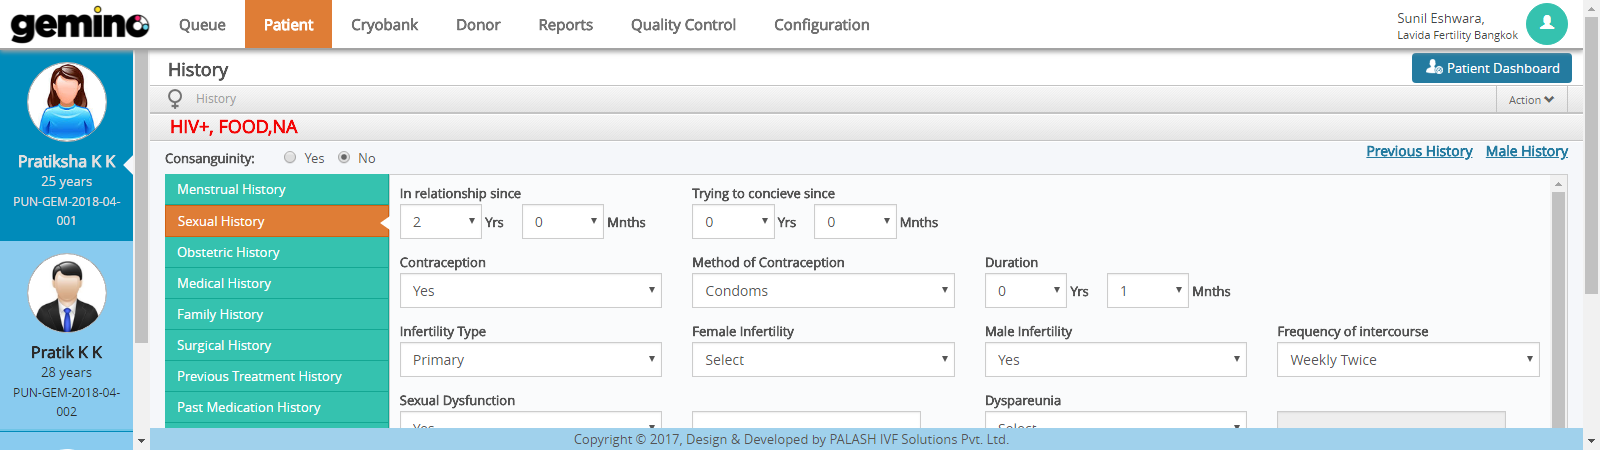 gemino Queue Patient Cryobank Donor Reports Quality Control Configuration
Sunil Eshwara,
Lavida Fertility Bangkok
History
Patient Dashboard
History
Action
HIV+, FOOD,NA
Consanguinity: Yes No
Previous History Male History
Pratiksha K K
25 years
PUN-GEM-2018-04-
001
Pratik K K
28 years
PUN-GEM-2018-04-
002
Menstrual History
Sexual History
Obstetric History
Medical History
Family History
Surgical History
Previous Treatment History
Past Medication History
In relationship since Trying to concieve since
2 Yrs 0 Mnths 0 Yrs 0 Mnths
Contraception Method of Contraception Duration
Yes Condoms 0 Yrs 1 Mnths
Infertility Type Female Infertility Male Infertility Frequency of intercourse
Primary Select Yes Weekly Twice
Sexual Dysfunction Dyspareunia
Yes Select
Copyright © 2017, Design & Developed by PALASH IVF Solutions Pvt. Ltd.